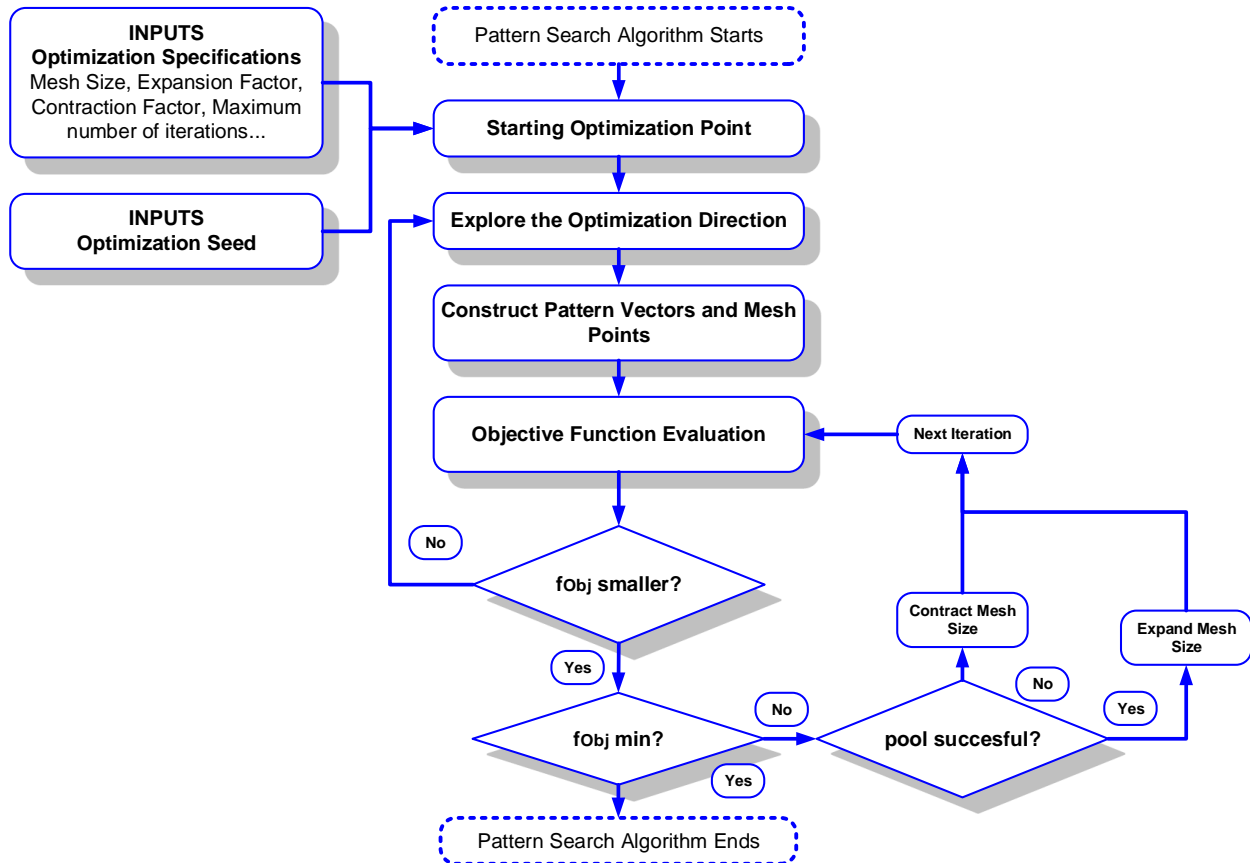 INPUTS
Optimization Specifications
Mesh Size, Expansion Factor,
Contraction Factor, Maximum
number of iterations...
INPUTS
Optimization Seed
Pattern Search Algorithm Starts
Starting Optimization Point
Explore the Optimization Direction
Construct Pattern Vectors and Mesh
Points
Objective Function Evaluation
Next Iteration
No
fObj smaller?
Contract Mesh
Size
Expand Mesh
Size
Yes
No
No
Yes
fObj min?
pool succesful?
Yes
Pattern Search Algorithm Ends